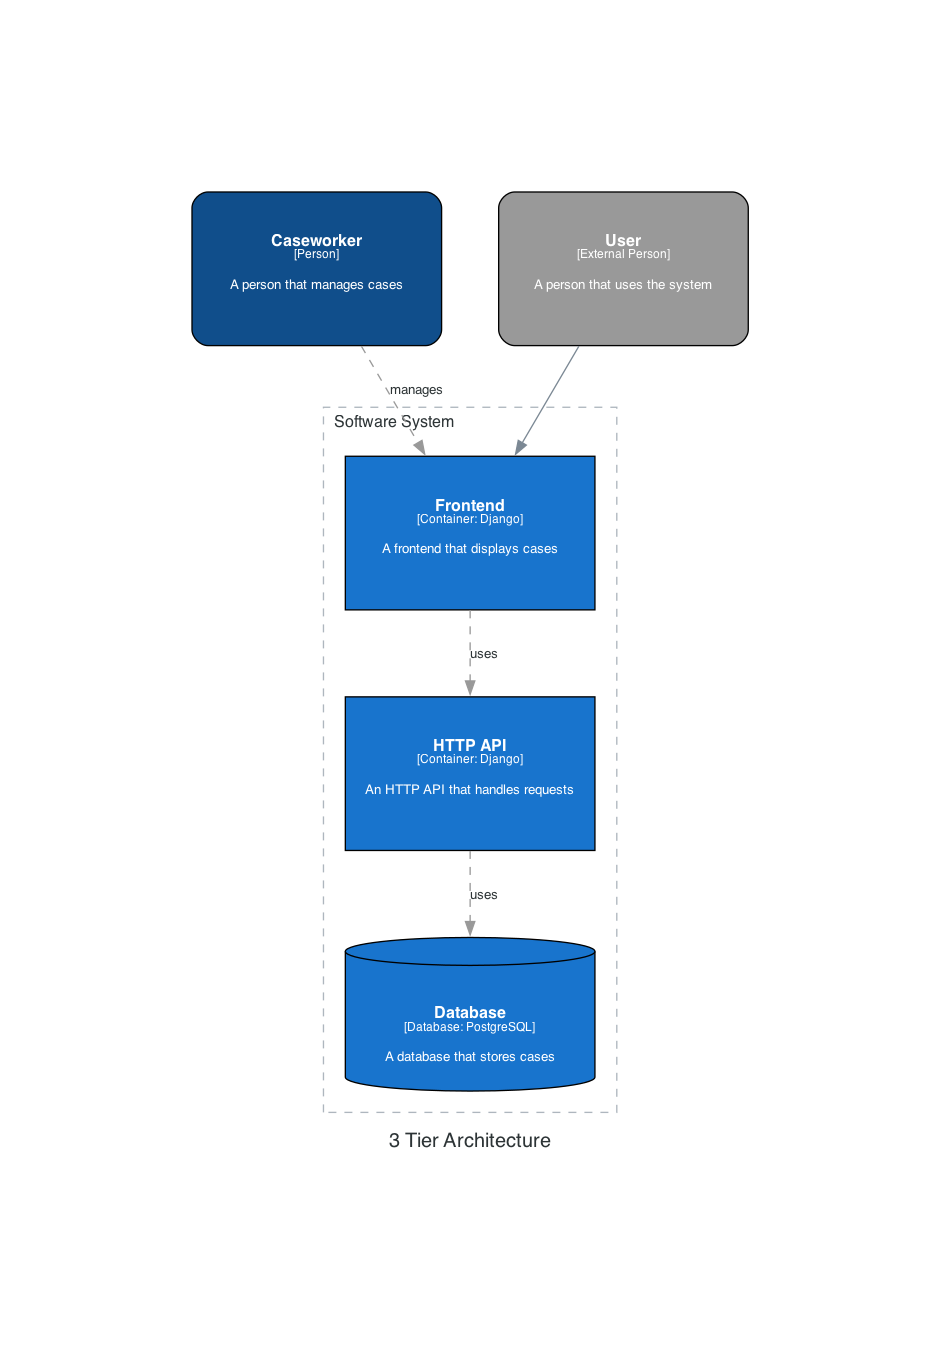 Caseworker
[Person]
A person that manages cases
User
[External Person]
A person that uses the system
manages
Software System
Frontend
[Container: Django]
A frontend that displays cases
uses
HTTP API
[Container: Django]
An HTTP API that handles requests
uses
Database
[Database: PostgreSQL]
A database that stores cases
3 Tier Architecture